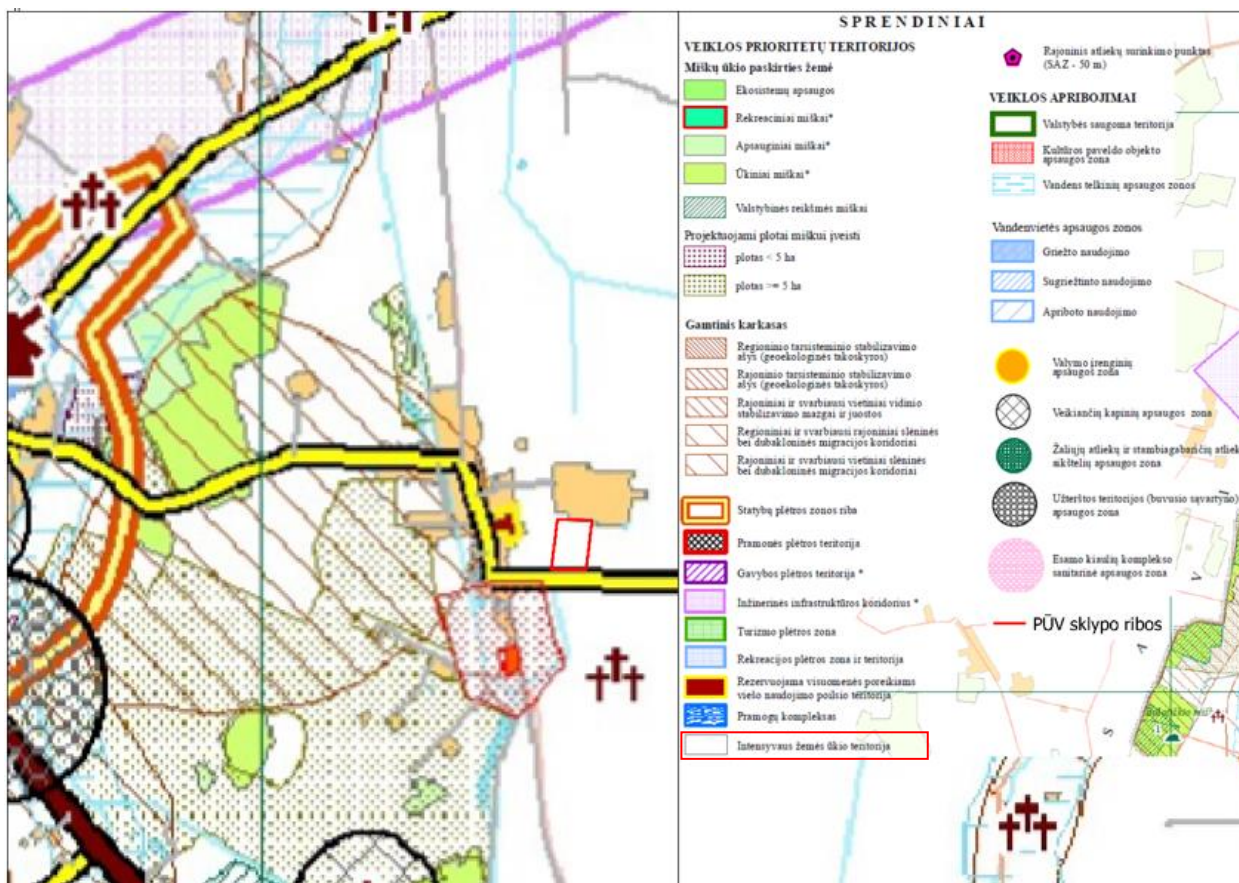 SPRENDINIAI
VEIKLOS PRIORITETŲ TERITORIJOS
Miškų ūkio paskirties žemė
Ekosistemų apsaugos
Rekreaciniai miškai*
Apsauginiai miškai*
Ūkiniai miškai*
Valstybinės reikšmės miškai
Projektuojami plotai miškui įveisti
plotas < 5 ha
plotas >= 5 ha
Gamtinis karkasas
Regioninio tarsisteminio stabilizavimo
ašys (geoekologinės takoskyros)
Rajoninio tarsisteminio stabilizavimo
ašys (geoekologinės takoskyros)
Rajoniniai ir svarbiausi vietiniai vidinio
stabilizavimo mazgai ir juostos
Regioniniai ir svarbiausi rajoniniai slėninės
bei dubakloninės migracijos koridoriai
Rajoniniai ir svarbiausi vietiniai slėninės
bei dubakloninės migracijos koridoriai
Statybų plėtros zonos riba
Pramonės plėtros teritorija
Gavybos plėtros teritorija *
Inžinerinės infrastruktūros koridorius *
Turizmo plėtros zona
Rekreacijos plėtros zona ir teritorija
Rezervuojama visuomenės poreikiams
viešo naudojimo poilsio teritorija
Pramogų kompleksas
Intensyvaus žemės ūkio teritorija
Rajoninis atliekų surinkimo punktas
(SAZ - 50 m)
VEIKLOS APRIBOJIMAI
Valstybės saugoma teritorija
Kultūros paveldo objekto
apsaugos zona
Vandens telkinių apsaugos zonos
Vandenvietės apsaugos zonos
Griežto naudojimo
Sugriežtinto naudojimo
Apriboto naudojimo
Valymo įrenginių
apsaugos zona
Veikiančių kapinių apsaugos zona
Žaliųjų atliekų ir stambiagabaričių atliekų
aikštelių apsaugos zona
Užterštos teritorijos (buvusio sąvartyno)
apsaugos zona
Esamo kiaulių komplekso
sanitarinė apsaugos zona
PŪV sklypo ribos
V
A
S